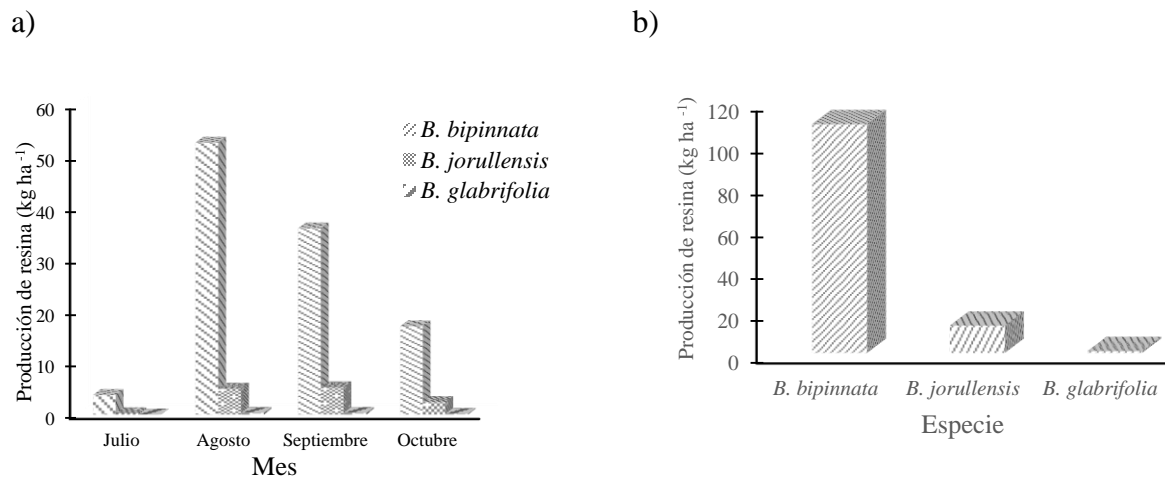 a)
60
50
40
30
20
10
0
Producción de resina (kg ha -1)
B. bipinnata
B. jorullensis
B. glabrifolia
Julio Agosto Septiembre Octubre
Mes
b)
120
100
80
60
40
20
0
Producción de resina (kg ha -1)
B. bipinnata B. jorullensis B. glabrifolia
Especie